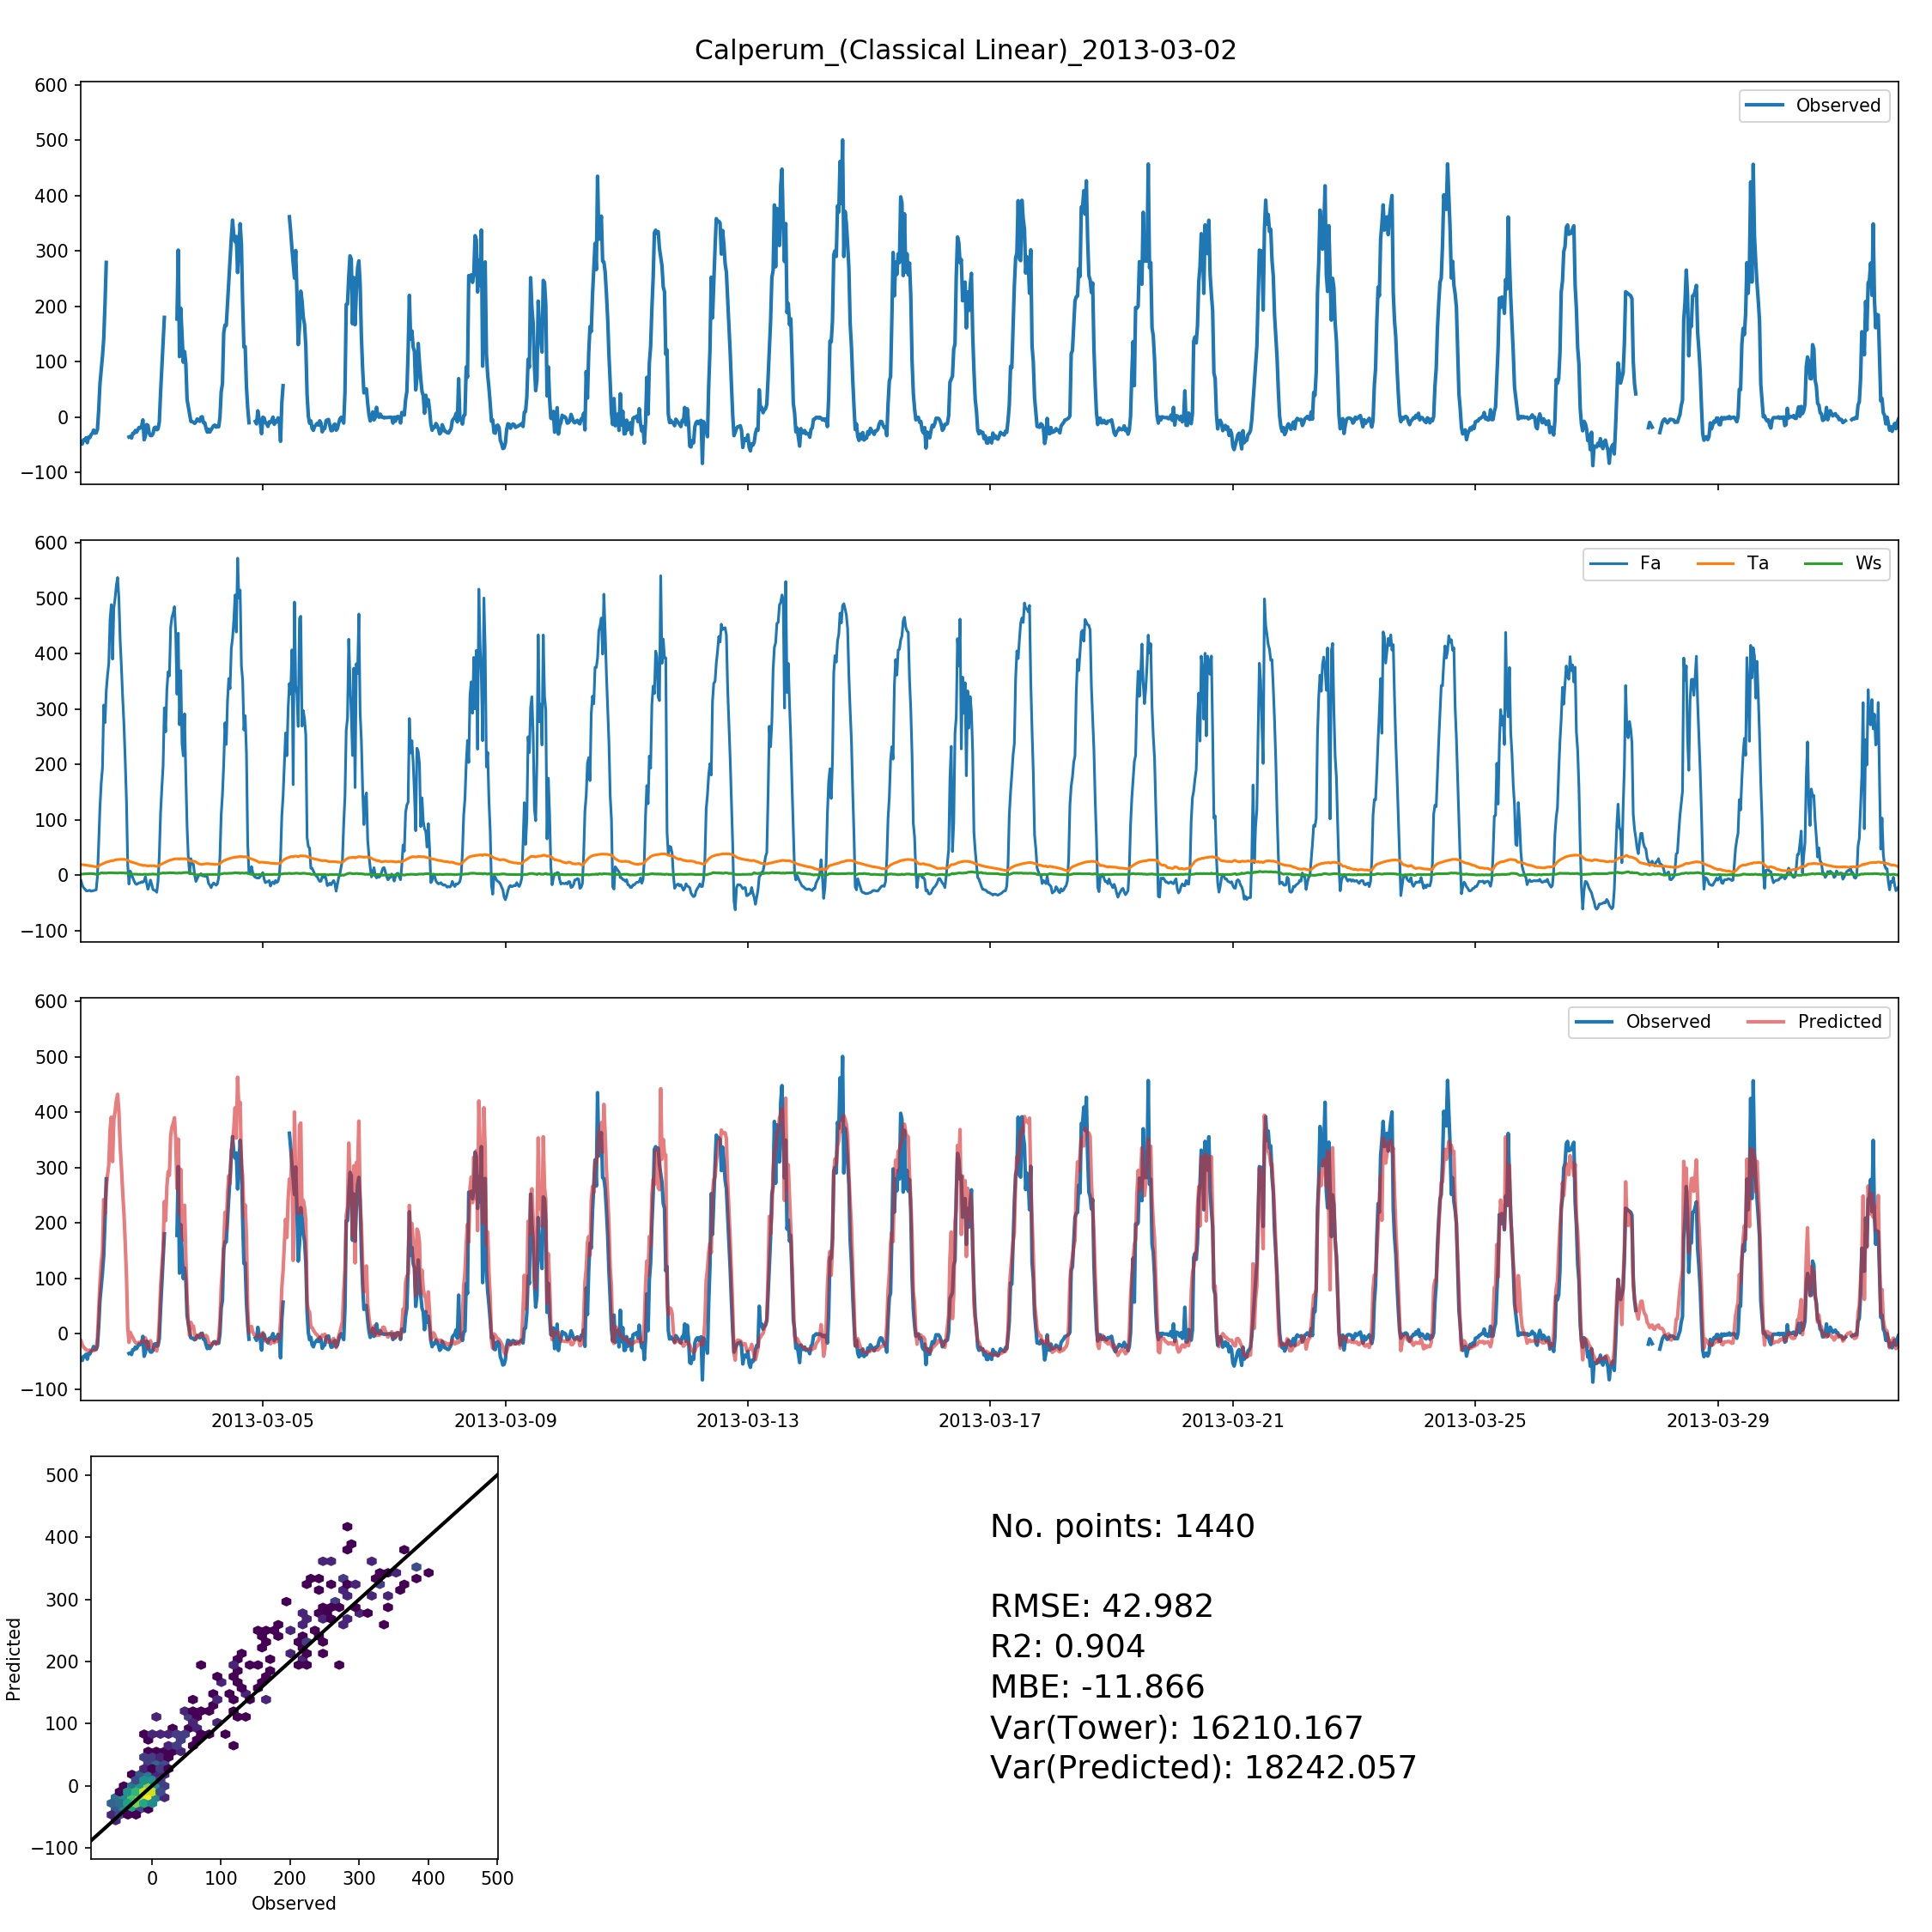 Calperum_(Classical Linear)_2013-03-02
600
500
400
300
200
100
0
−100
Observed
600
500
400
300
200
100
0
−100
Fa Ta Ws
600
500
400
300
200
100
0
−100
Observed Predicted
2013-03-05 2013-03-09 2013-03-13 2013-03-17 2013-03-21 2013-03-25 2013-03-29
500
400
300
200
100
0
−100
Predicted
0 100 200 300 400 500
Observed
No. points: 1440
RMSE: 42.982
R2: 0.904
MBE: -11.866
Var(Tower): 16210.167
Var(Predicted): 18242.057